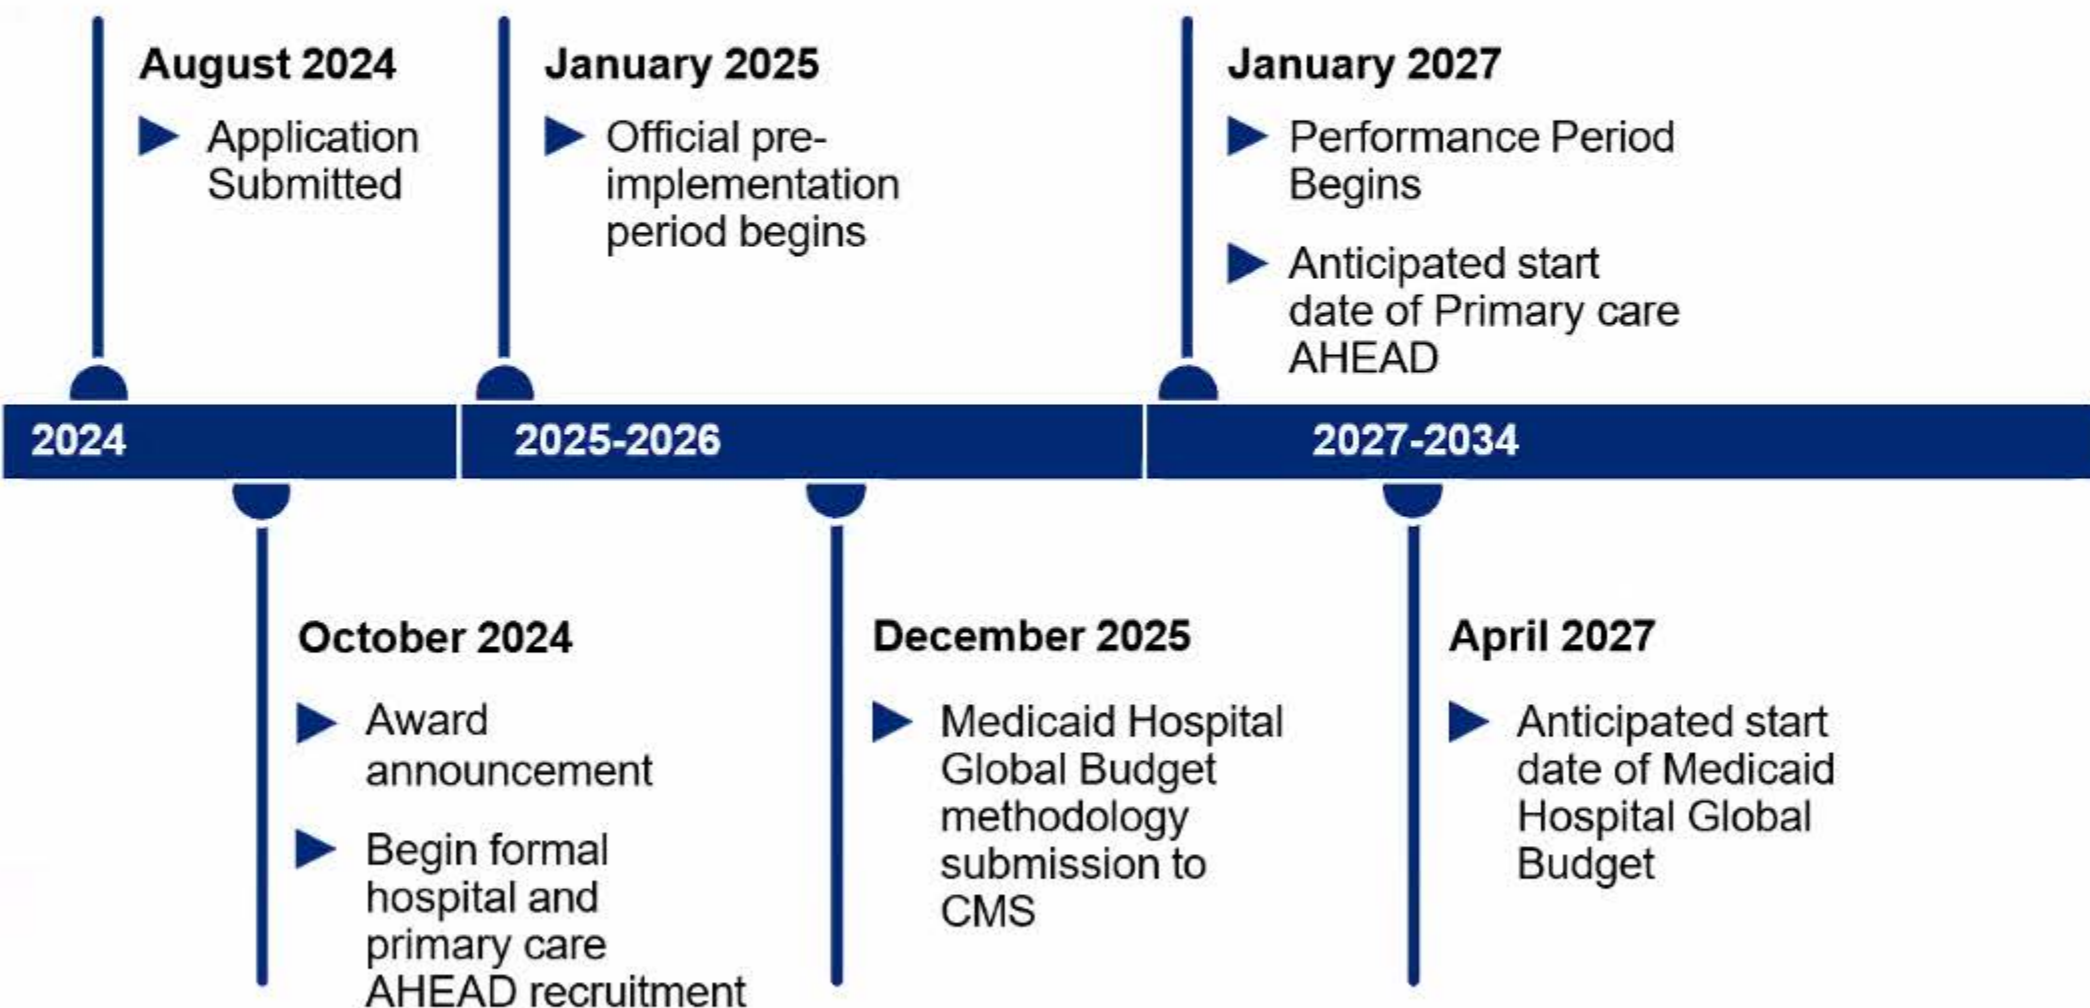 August 2024
Application
Submitted
January 2025
Official pre-
implementation
period begins
January 2027
Performance Period
Begins
Anticipated start
date of Primary care
AHEAD
2024
2025-2026
2027-2034
October 2024
Award
announcement
Begin formal
hospital and
primary care
AHEAD recruitment
December 2025
Medicaid Hospital
Global Budget
methodology
submission to
CMS
April 2027
Anticipated start
date of Medicaid
Hospital Global
Budget